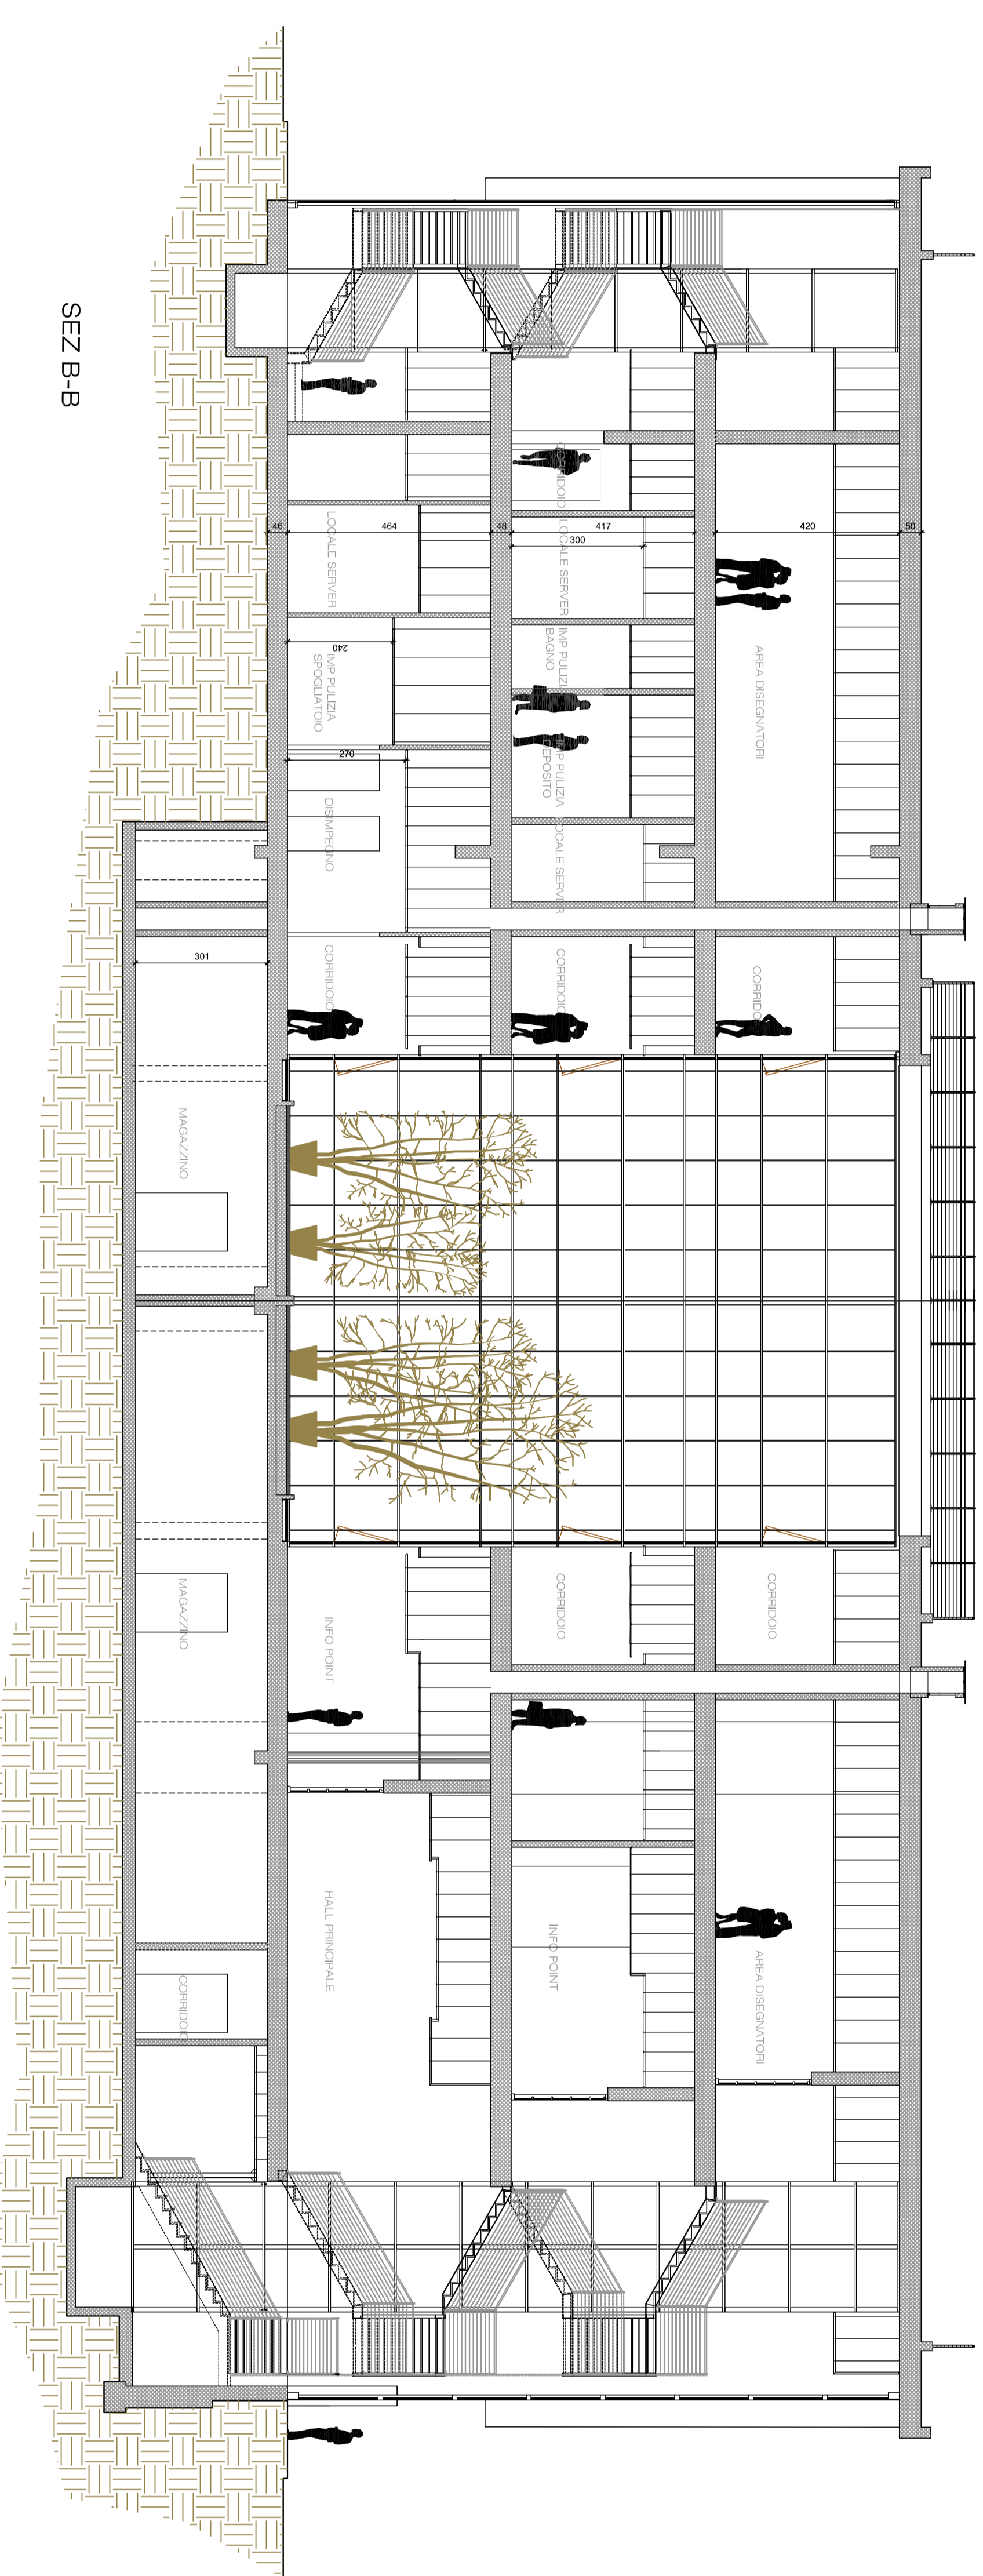 AREA DISEGNATORI
CORRIDO
CORRIDOIO
AREA DISEGNATORI
50
420
417
300
48
464
46
CORRIDOIO
LOCALE SERVER
IMP PULIZI
BAGNO
IMP PULIZIA
DEPOSITO
LOCALE SERVER
CORRIDOIO
CORRIDOIO
INFO POINT
LOCALE SERVER
240
IMP PULIZIA
SPOGLIATOIO
270
DISIMPEGNO
CORRIDOIO
INFO POINT
HALL PRINCIPALE
301
MAGAZZINO
MAGAZZINO
CORRIDOIO
SEZ B-B